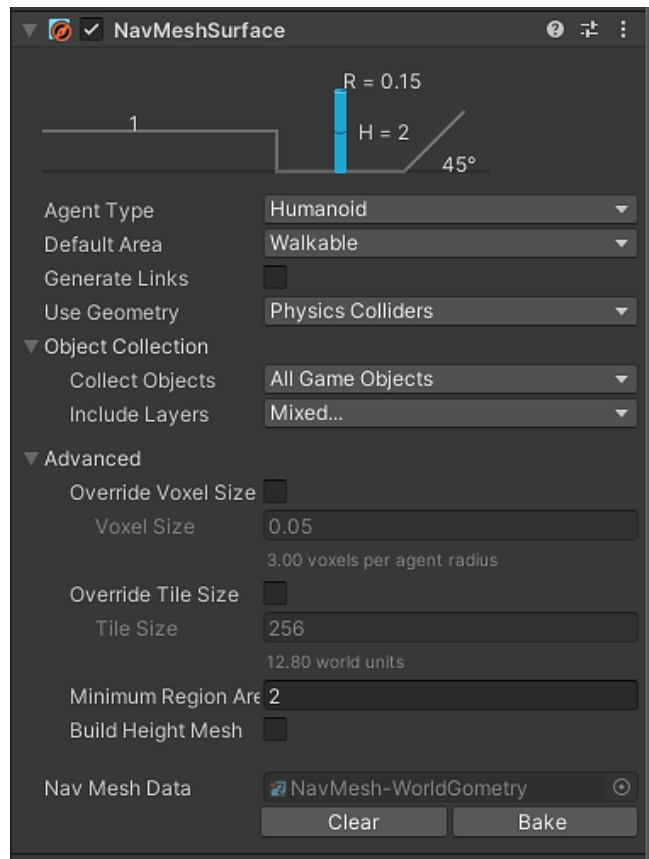 NavMeshSurface
R = 0.15
1
H = 2
45°
Agent Type Humanoid
Default Area Walkable
Generate Links
Use Geometry Physics Colliders
Object Collection
Collect Objects All Game Objects
Include Layers Mixed...
Advanced
Override Voxel Size
Voxel Size 0.05
3.00 voxels per agent radius
Override Tile Size
Tile Size 256
12.80 world units
Minimum Region Are 2
Build Height Mesh
Nav Mesh Data NavMesh-WorldGometry
Clear Bake